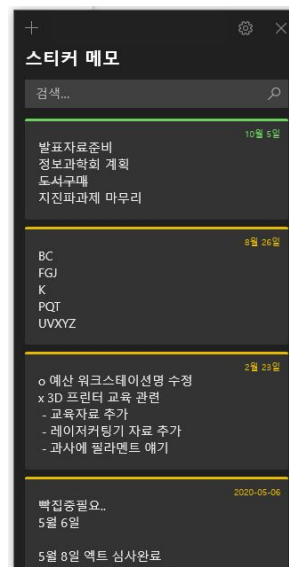 스티커 메모
검색...
10월 5일
발표자료준비
정보과학회 계획
도서구매
지진파과제 마무리
8월 26일
BC
FGJ
K
PQT
UVXYZ
2월 23일
o 예산 워크스테이션명 수정
x 3D 프린터 교육 관련
- 교육자료 추가
- 레이저커팅기 자료 추가
- 과사에 필라멘트 얘기
2020-05-06
빡집중필요..
5월 6일
5월 8일 엑트 심사완료